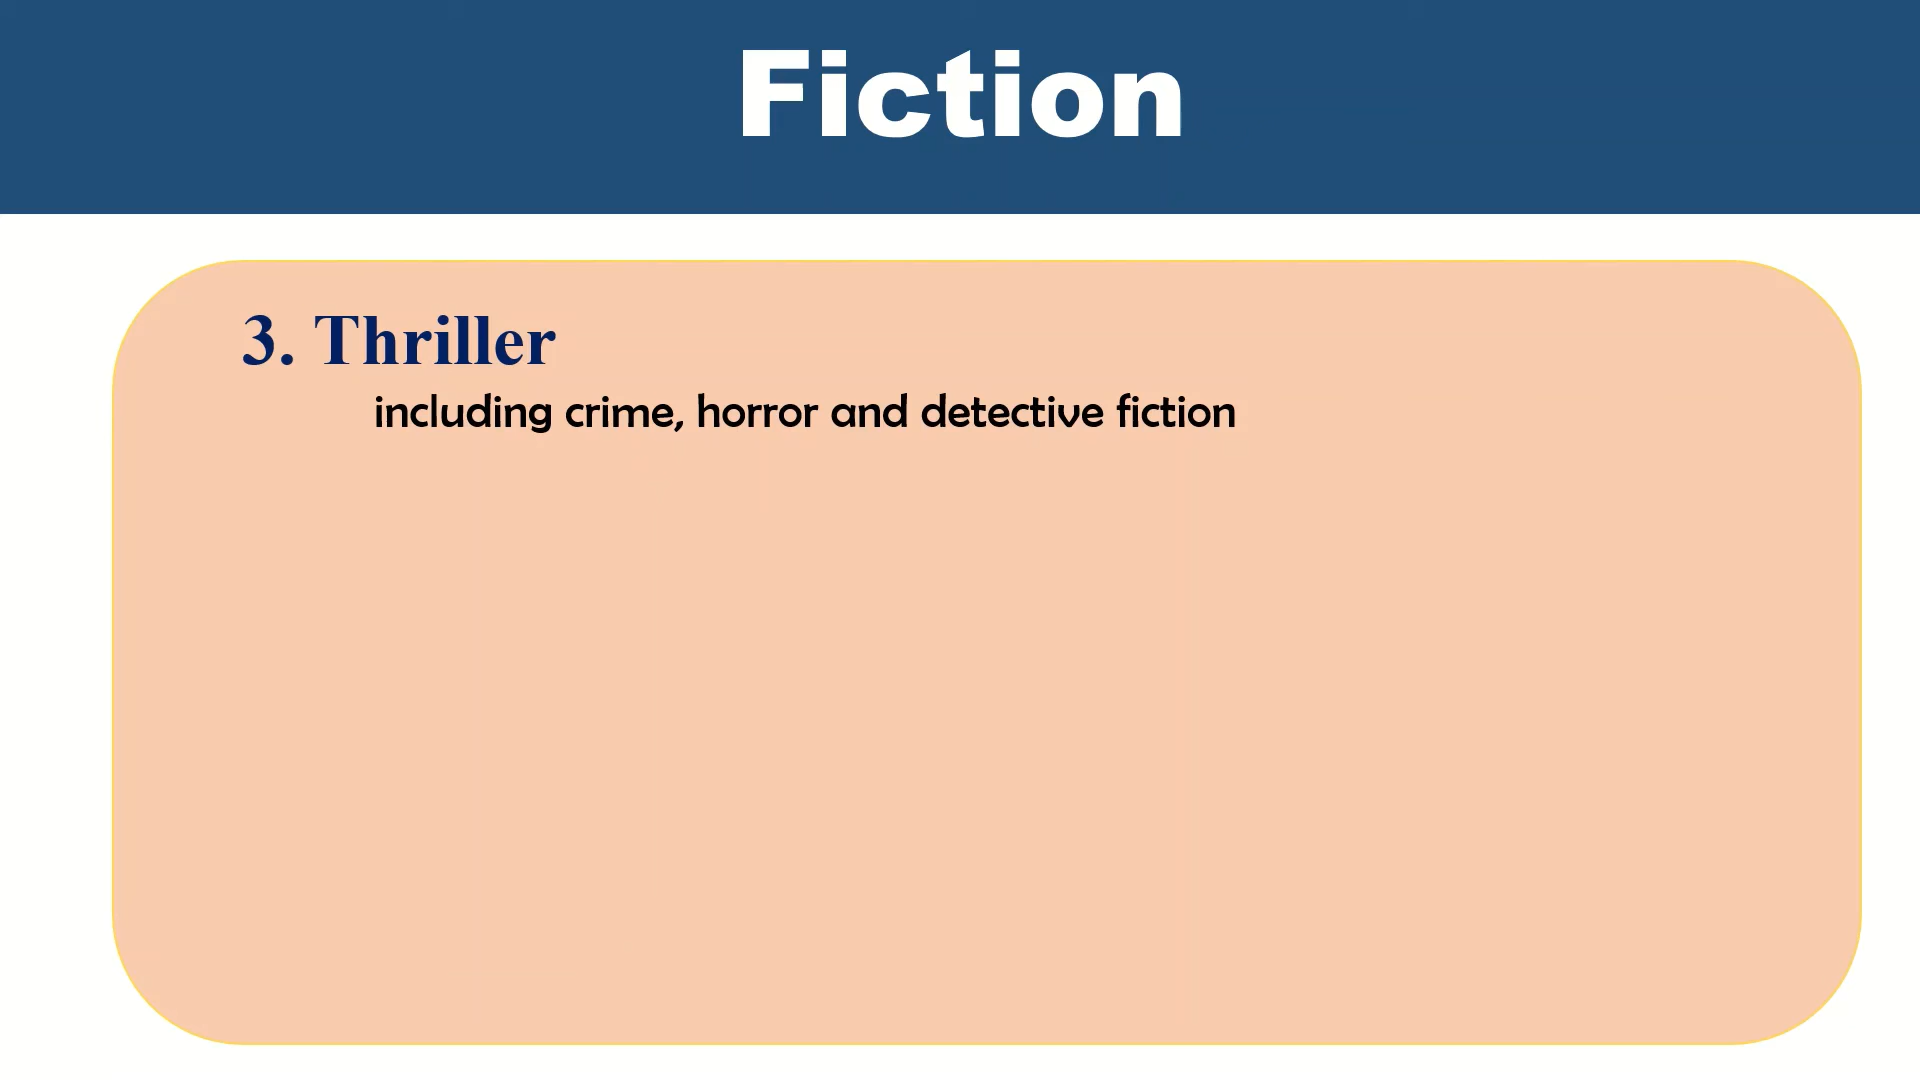 Fiction
3. Thriller
including crime, horror and detective fiction